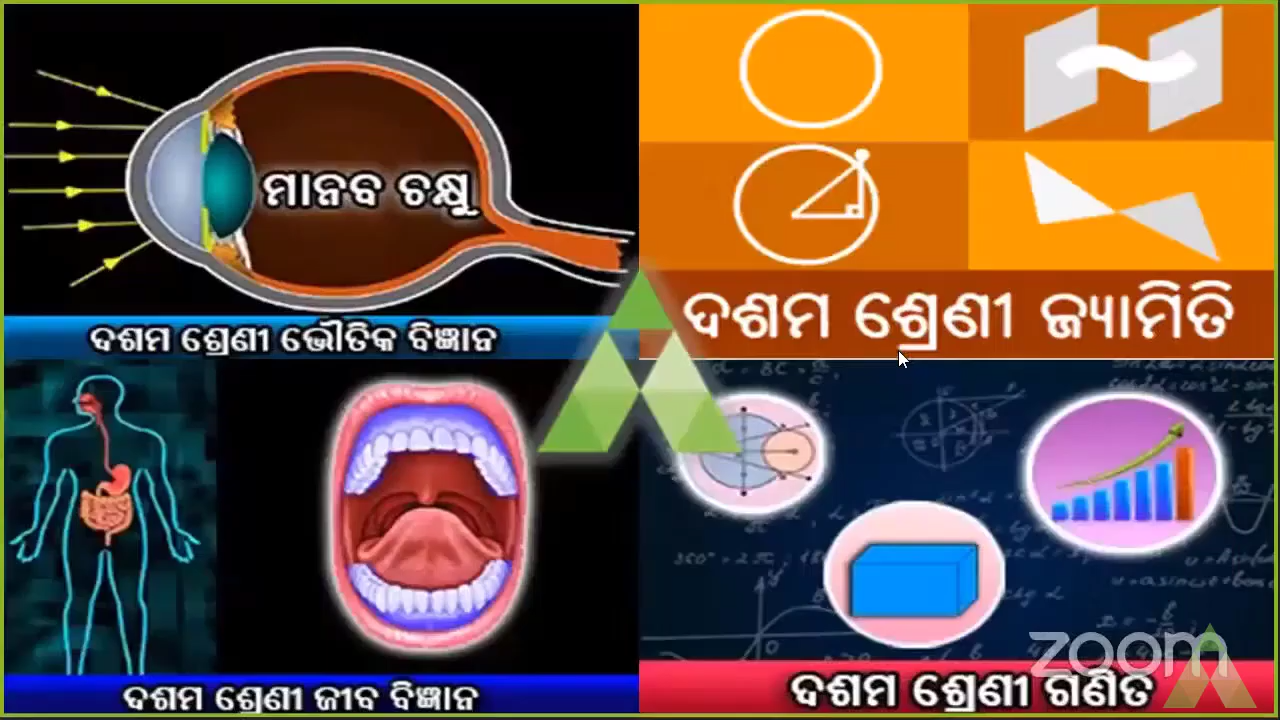 ମାନବ ଚକ୍ଷୁ
ଦଶମ ଶ୍ରେଣୀ ଭୌତିକ ବିଜ୍ଞାନ
ଦଶମ ଶ୍ରେଣୀ ଜ୍ୟାମିତି
ଦଶମ ଶ୍ରେଣୀ ଜୀବ ବିଜ୍ଞାନ
ଦଶମ ଶ୍ରେଣୀ ଗଣିତ
zoom